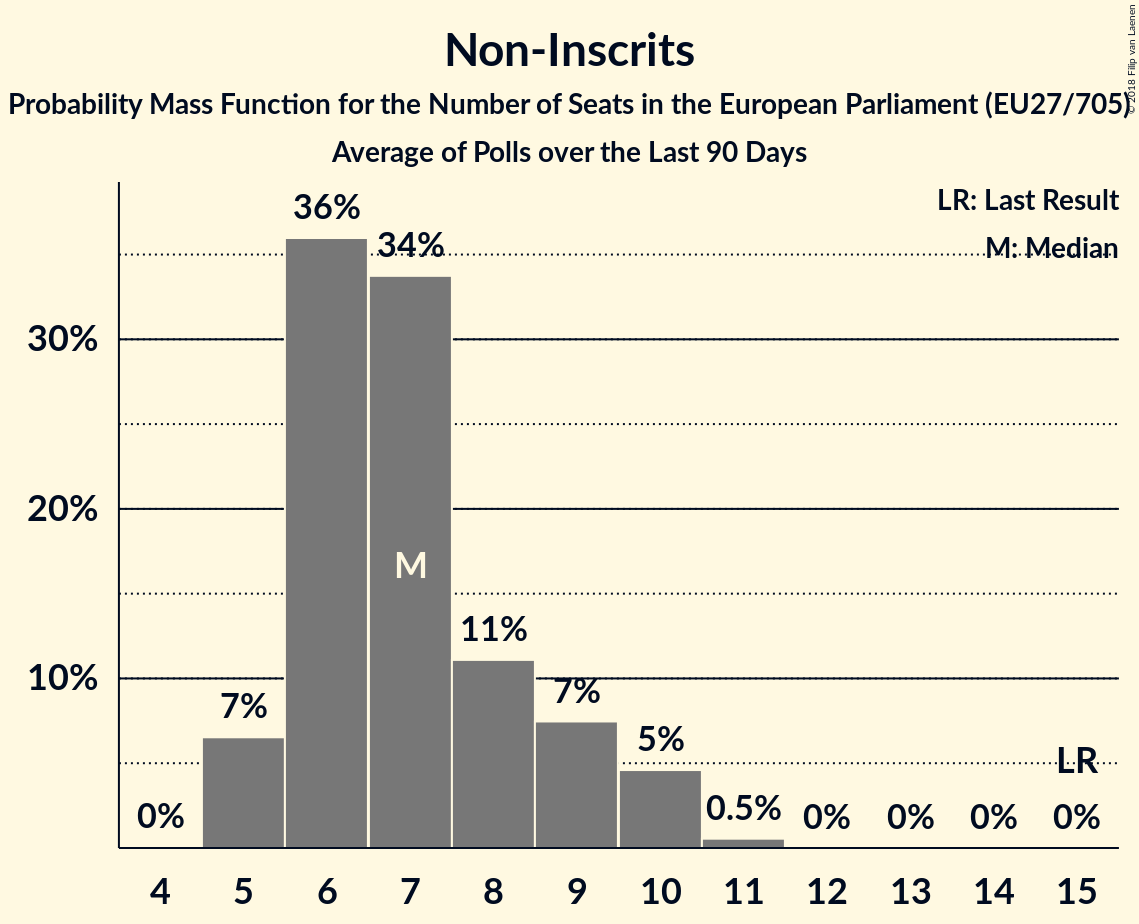 Non-Inscrits
Probability Mass Function for the Number of Seats in the European Parliament (EU27/705)
Average of Polls over the Last 90 Days
© 2018 Filip van Laenen
LR: Last Result
M: Median
36%
34%
30%
M
20%
11%
10%
7%
7%
5%
LR
0%
0.5%
0%
0%
0%
0%
4 5 6 7 8 9 10 11 12 13 14 15